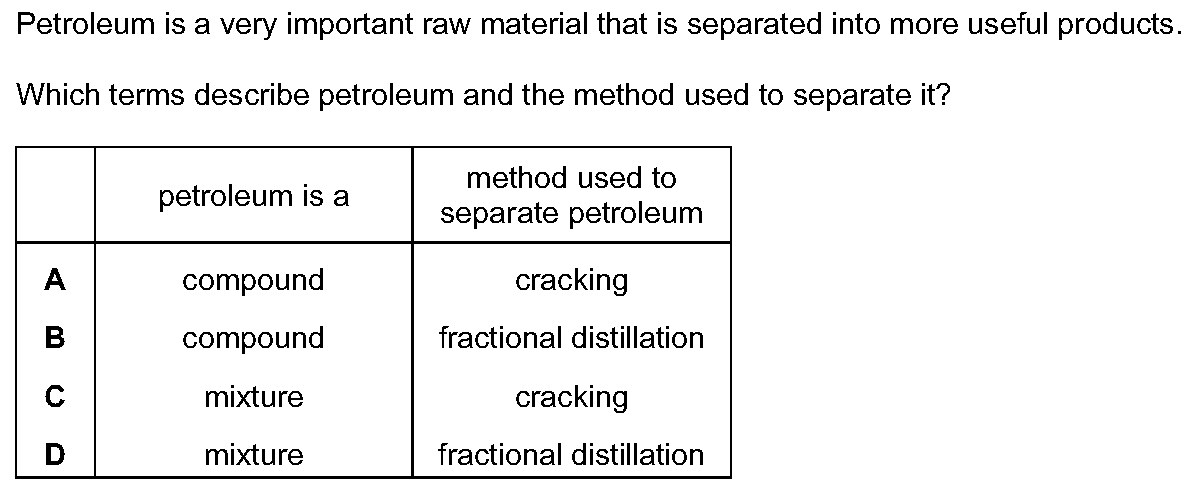 Petroleum is a very important raw material that is separated into more useful products.
Which terms describe petroleum and the method used to separate it?
petroleum is a
method used to
separate petroleum
A compound cracking
B compound fractional distillation
C mixture cracking
D mixture fractional distillation